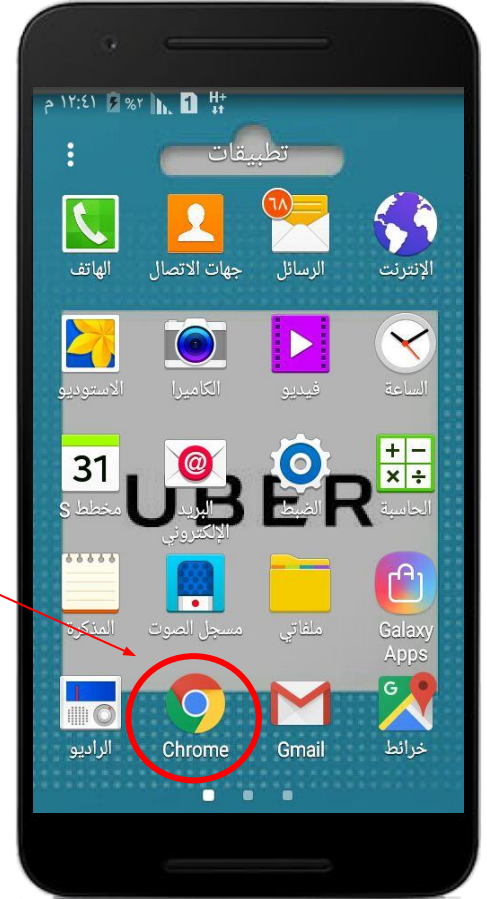 ١٢:٤١ م %٢ 1 H+
تطبيقات
٦٨
الإنترنت الرسائل جهات الاتصال الهاتف
الساعة فيديو الكاميرا الاستوديو
31
@
+ − × ÷
UBER
الحاسبة الضبط البريد الإلكتروني مخطط S
المذكرة مسجل الصوت ملفاتي Galaxy Apps
G
الراديو Chrome Gmail خرائط